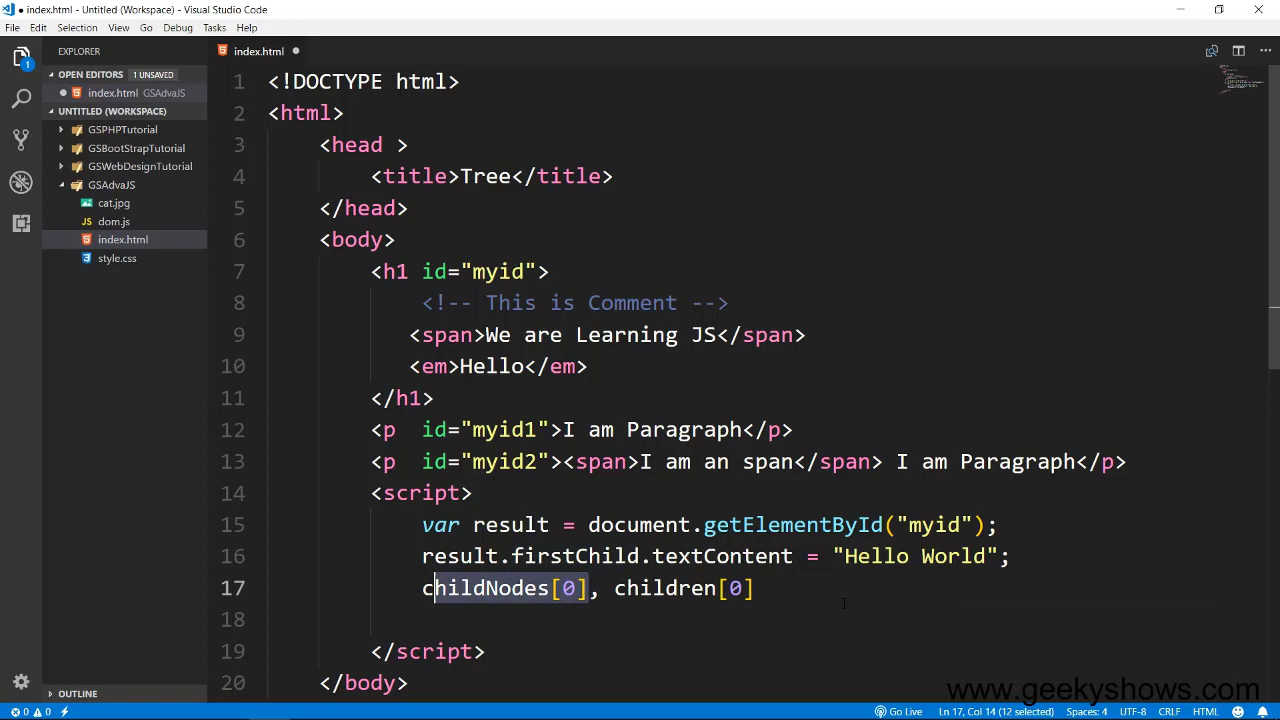 index.html - Untitled (Workspace) - Visual Studio Code
File Edit Selection View Go Debug Tasks Help
EXPLORER
index.html
OPEN EDITORS 1 UNSAVED
index.html GSAdvaJS
UNTITLED (WORKSPACE)
GSPHPTutorial
GSBootStrapTutorial
GSWebDesignTutorial
GSAdvaJS
cat.jpg
JS dom.js
index.html
style.css
OUTLINE
1
1 <!DOCTYPE html>
2 <html>
3 <head >
4 <title>Tree</title>
5 </head>
6 <body>
7 <h1 id="myid">
8 <!-- This is Comment -->
9 <span>We are Learning JS</span>
10 <em>Hello</em>
11 </h1>
12 <p  id="myid1">I am Paragraph</p>
13 <p  id="myid2"><span>I am an span</span> I am Paragraph</p>
14 <script>
15 var result = document.getElementById("myid");
16 result.firstChild.textContent = "Hello World";
17 childNodes[0], children[0]
18
19 </script>
20 </body>
www.geekyshows.com
0 0 Go Live Ln 17, Col 14 (12 selected) Spaces: 4 UTF-8 CRLF HTML